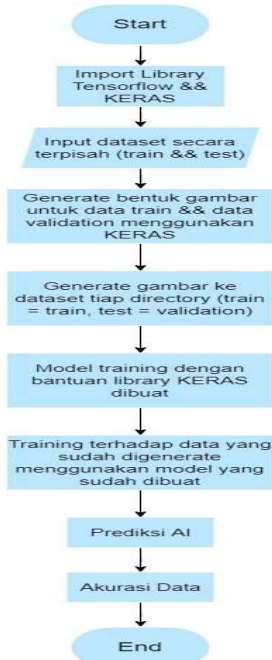 Start
Import Library
Tensorflow &&
KERAS
Input dataset secara
terpisah (train && test)
Generate bentuk gambar
untuk data train && data
validation menggunakan
KERAS
Generate gambar ke
dataset tiap directory (train
= train, test = validation)
Model training dengan
bantuan library KERAS
dibuat
Training terhadap data yang
sudah digenerate
menggunakan model yang
sudah dibuat
Prediksi AI
Akurasi Data
End